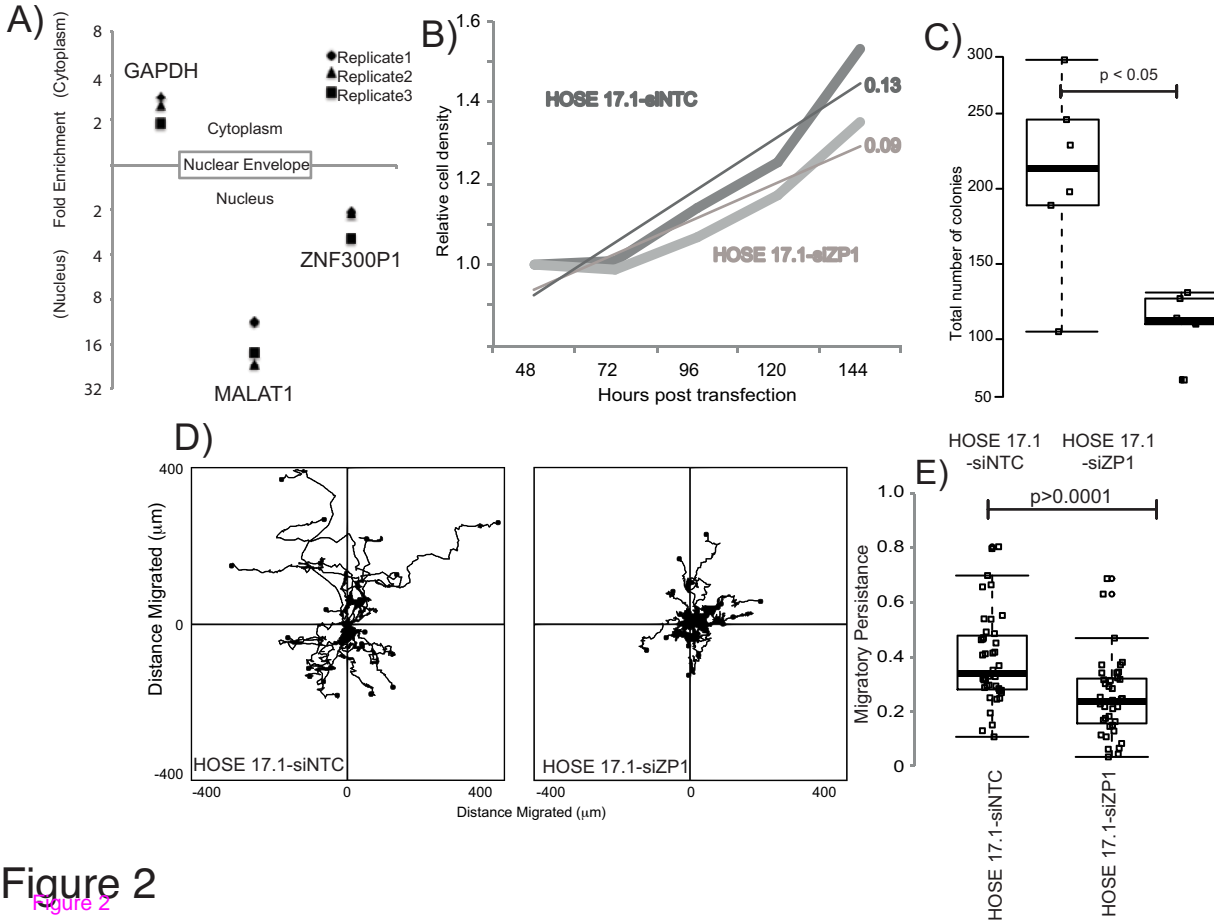 A)
8
4
2
2
4
8
16
32
(Nucleus) Fold Enrichment (Cytoplasm)
GAPDH
Replicate1
Replicate2
Replicate3
Cytoplasm
Nuclear Envelope
Nucleus
ZNF300P1
MALAT1
B)
1.6
1.4
1.2
1.0
Relative cell density
HOSE 17.1-siNTC
0.13
0.09
HOSE 17.1-siZP1
48 72 96 120 144
Hours post transfection
C)
300
250
200
150
100
50
Total number of colonies
p < 0.05
HOSE 17.1 HOSE 17.1
-siNTC -siZP1
D)
400
0
-400
Distance Migrated (μm)
HOSE 17.1-siNTC
HOSE 17.1-siZP1
-400 0 400
-400 0 400
Distance Migrated (μm)
E)
1.0
0.8
0.6
0.4
0.2
0
Migratory Persistance
p>0.0001
HOSE 17.1-siNTC
HOSE 17.1-siZP1
Figure 2
Figure 2